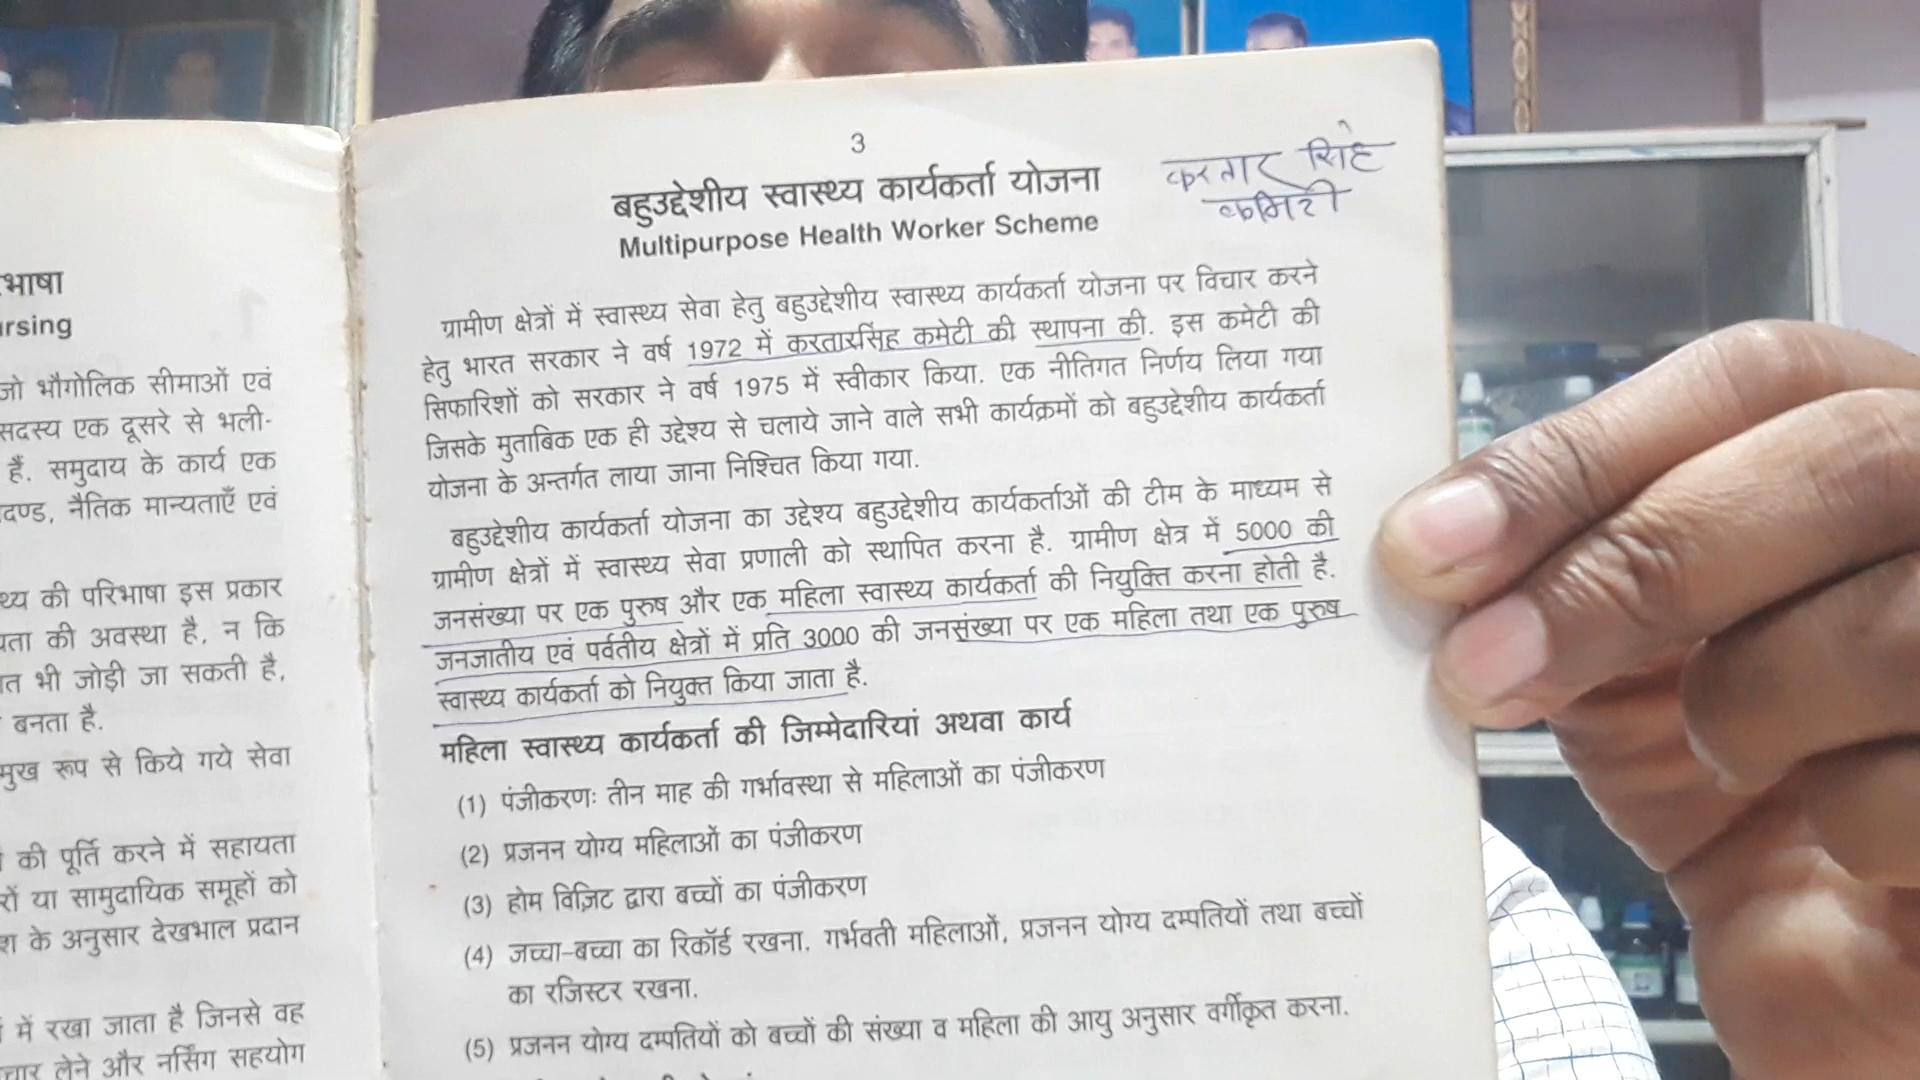 भाषा
rsing
जो भौगोलिक सीमाओं एवं
सदस्य एक दूसरे से भली-
हैं. समुदाय के कार्य एक
दण्ड, नैतिक मान्यताएँ एवं
की परिभाषा इस प्रकार
की अवस्था है, न कि
भी जोड़ी जा सकती है,
बनता है.
रूप से किये गये सेवा
की पूर्ति करने में सहायता
या सामुदायिक समूहों को
के अनुसार देखभाल प्रदान
में रखा जाता है जिनसे वह
लेने और नर्सिंग सहयोग
3
करतार सिंह
कमिटी
बहुउद्देशीय स्वास्थ्य कार्यकर्ता योजना
Multipurpose Health Worker Scheme
ग्रामीण क्षेत्रों में स्वास्थ्य सेवा हेतु बहुउद्देशीय स्वास्थ्य कार्यकर्ता योजना पर विचार करने
हेतु भारत सरकार ने वर्ष 1972 में करतारसिंह कमेटी की स्थापना की. इस कमेटी की
सिफारिशों को सरकार ने वर्ष 1975 में स्वीकार किया. एक नीतिगत निर्णय लिया गया
जिसके मुताबिक एक ही उद्देश्य से चलाये जाने वाले सभी कार्यक्रमों को बहुउद्देशीय कार्यकर्ता
योजना के अन्तर्गत लाया जाना निश्चित किया गया.
बहुउद्देशीय कार्यकर्ता योजना का उद्देश्य बहुउद्देशीय कार्यकर्ताओं की टीम के माध्यम से
ग्रामीण क्षेत्रों में स्वास्थ्य सेवा प्रणाली को स्थापित करना है. ग्रामीण क्षेत्र में 5000 की
जनसंख्या पर एक पुरुष और एक महिला स्वास्थ्य कार्यकर्ता की नियुक्ति करना होती है.
जनजातीय एवं पर्वतीय क्षेत्रों में प्रति 3000 की जनसंख्या पर एक महिला तथा एक पुरुष
स्वास्थ्य कार्यकर्ता को नियुक्त किया जाता है.
महिला स्वास्थ्य कार्यकर्ता की जिम्मेदारियां अथवा कार्य
(1) पंजीकरणः तीन माह की गर्भावस्था से महिलाओं का पंजीकरण
(2) प्रजनन योग्य महिलाओं का पंजीकरण
(3) होम विज़िट द्वारा बच्चों का पंजीकरण
(4) जच्चा-बच्चा का रिकॉर्ड रखना. गर्भवती महिलाओं, प्रजनन योग्य दम्पतियों तथा बच्चों
का रजिस्टर रखना.
(5) प्रजनन योग्य दम्पतियों को बच्चों की संख्या व महिला की आयु अनुसार वर्गीकृत करना.